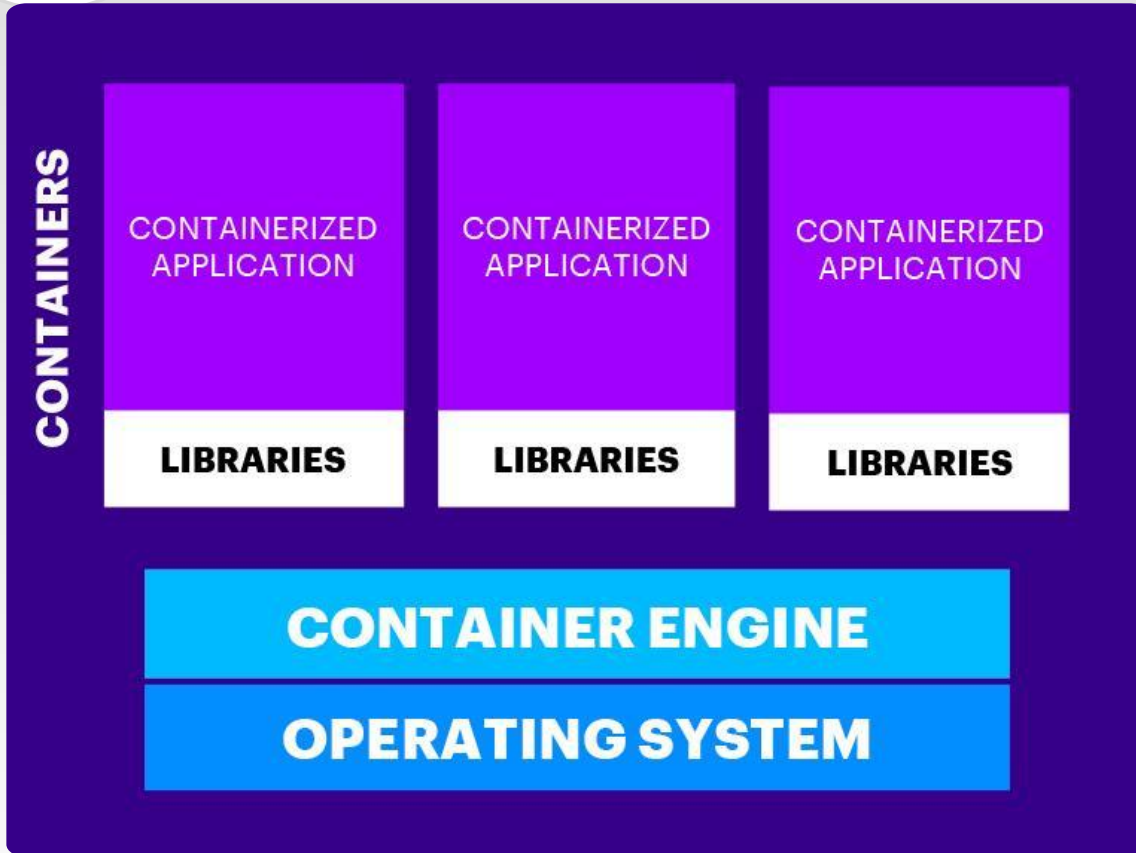 CONTAINERS
CONTAINERIZED
APPLICATION
LIBRARIES
CONTAINERIZED
APPLICATION
LIBRARIES
CONTAINERIZED
APPLICATION
LIBRARIES
CONTAINER ENGINE
OPERATING SYSTEM